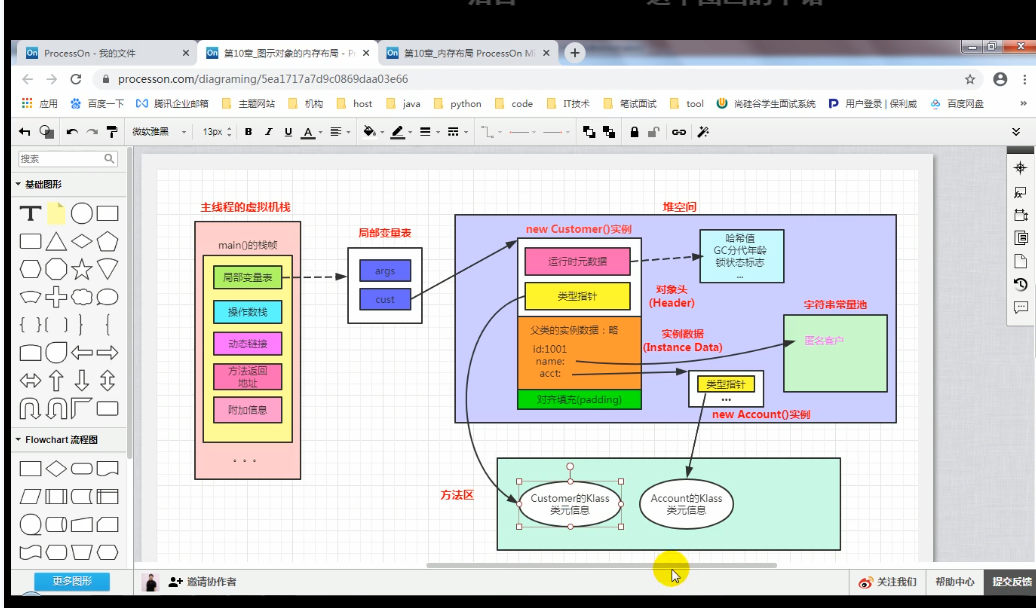 ProcessOn - 我的文件
第10章_图示对象的内存布局 - P
第10章_内存布局 ProcessOn Mi
processon.com/diagraming/5ea1717a7d9c0869daa03e66
应用 百度一下 腾讯企业邮箱 主题网站 机构 host java python code IT技术 笔试面试 tool 尚硅谷学生面试系统 用户登录 | 保利威 百度网盘
微软雅黑 13px B I U A
搜索
基础图形
主线程的虚拟机栈
main()的栈帧
局部变量表
操作数栈
动态链接
方法返回
地址
附加信息
局部变量表
args
cust
堆空间
new Customer()实例
运行时元数据
类型指针
哈希值
GC分代年龄
锁状态标志
...
对象头
(Header)
父类的实例数据：略
id:1001
name:
acct:
对齐填充(padding)
实例数据
(Instance Data)
字符串常量池
匿名客户
类型指针
...
new Account()实例
方法区
Customer的Klass
类元信息
Account的Klass
类元信息
Flowchart 流程图
更多图形
邀请协作者
关注我们 帮助中心 提交反馈